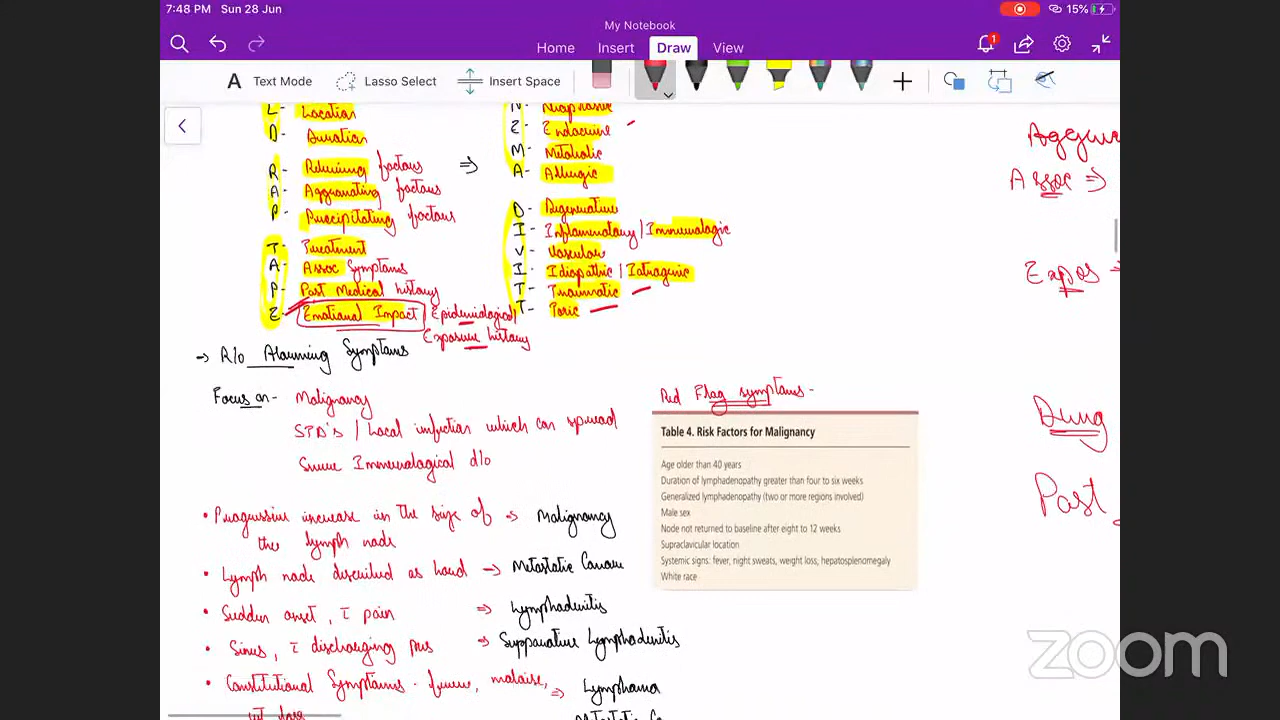 7:48 PM Sun 28 Jun
15%
My Notebook
Home Insert Draw View
1
Text Mode Lasso Select Insert Space
L - Location
D - Duration
R - Relieving factors
A - Aggravating factors
P - Precipitating factors
T - Treatment
A - Assoc Symptoms
P - Past Medical history
E - Emotional Impact Epidemiological/
Exposure history
⇒
N - Neoplastic
E - Endocrine
M - Metabolic
A - Allergic
D - Degenerative
I - Inflammatory / Immunologic
V - Vascular
I - Idiopathic / Iatrogenic
T - Traumatic
T - Toxic
→ R/o Alarming Symptoms
Focus on - Malignancy
STD's / Local infection which can spread
Severe Immunological d/o
• Progressive increase in the size of ⇒ Malignancy
the lymph node
• Lymph node described as hard → Metastatic Cancer
• Sudden onset, c̄ pain ⇒ Lymphadenitis
• Sinus, c̄ discharging pus ⇒ Suppurative Lymphadenitis
• Constitutional Symptoms - fever, malaise, ⇒ Lymphoma
wt loss Metastatic Ca
Red Flag symptoms -
Table 4. Risk Factors for Malignancy
Age older than 40 years
Duration of lymphadenopathy greater than four to six weeks
Generalized lymphadenopathy (two or more regions involved)
Male sex
Node not returned to baseline after eight to 12 weeks
Supraclavicular location
Systemic signs: fever, night sweats, weight loss, hepatosplenomegaly
White race
Assoc ⇒
Expos →
Drug
Past
zoom